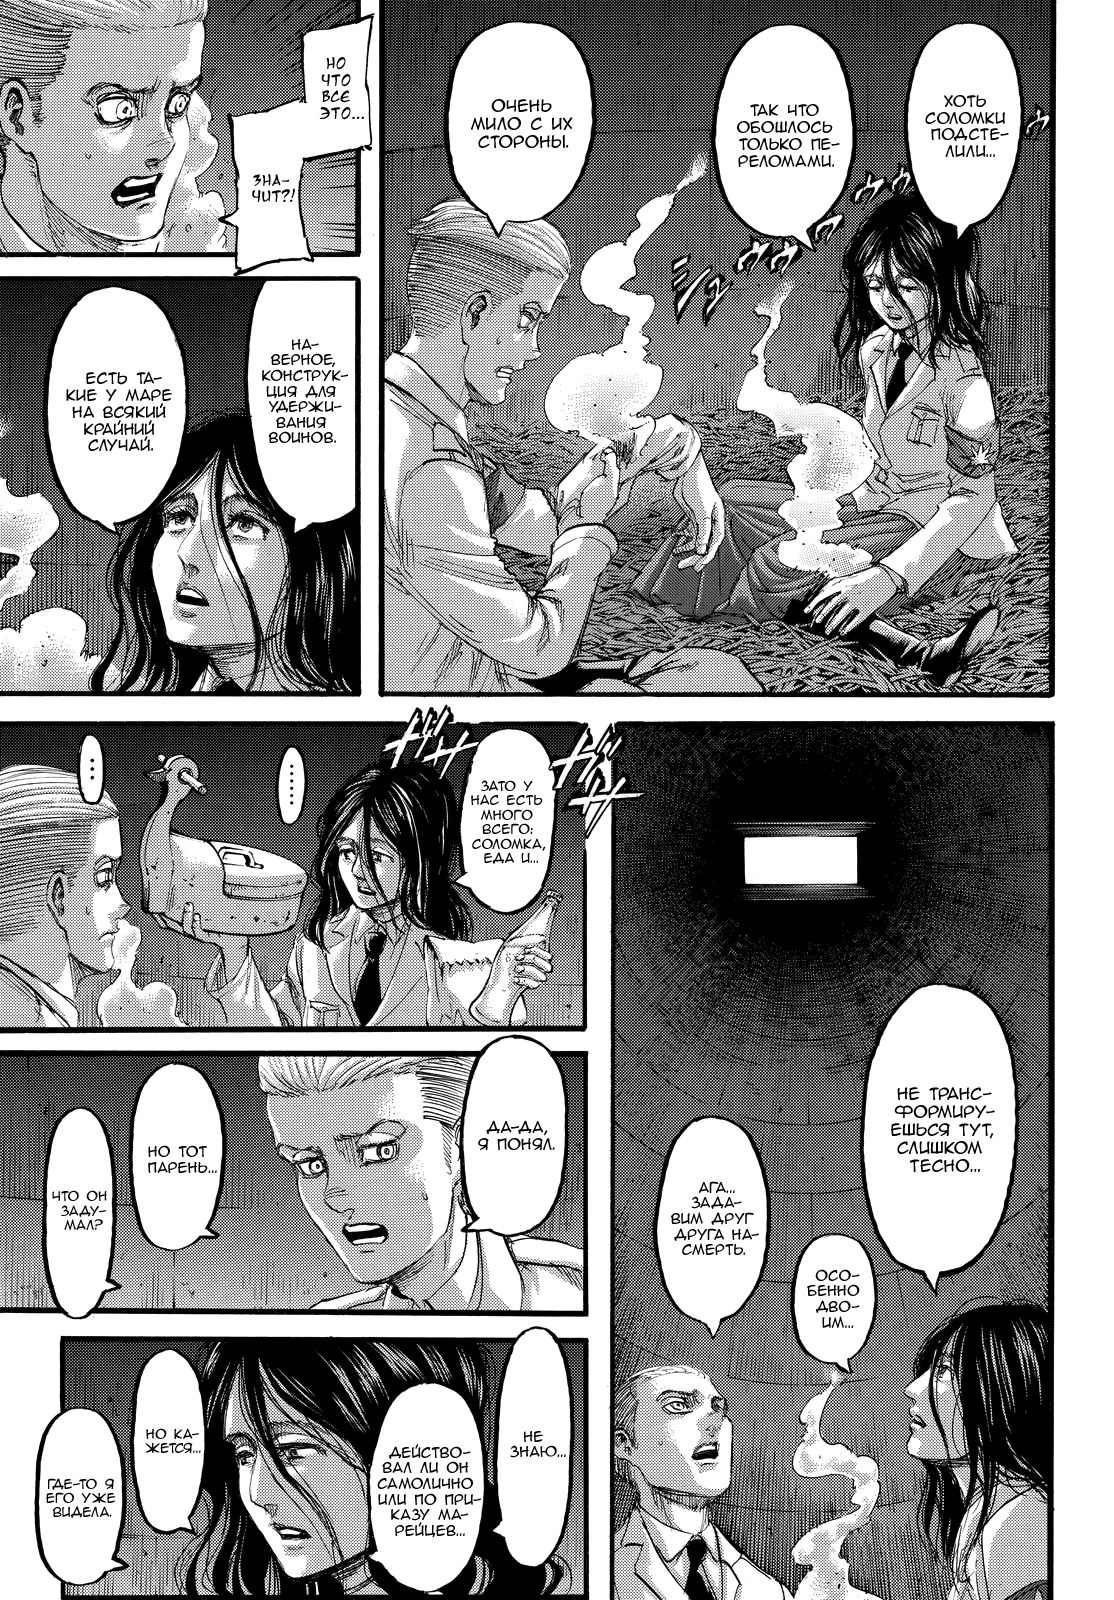 ХОТЬ
СОЛОМКИ
ПОДСТЕ-
ЛИЛИ...
ТАК ЧТО
ОБОШЛОСЬ
ТОЛЬКО ПЕ-
РЕЛОМАМИ.
ОЧЕНЬ
МИЛО С ИХ
СТОРОНЫ.
НО
ЧТО
ВСЕ
ЭТО...
ЗНА-
ЧИТ?!
НА-
ВЕРНОЕ,
КОНСТРУК-
ЦИЯ ДЛЯ
УДЕРЖИ-
ВАНИЯ
ВОИНОВ.
ЕСТЬ ТА-
КИЕ У МАРЕ
НА ВСЯКИЙ
КРАЙНИЙ
СЛУЧАЙ.
НЕ ТРАНС-
ФОРМИРУ-
ЕШЬСЯ ТУТ,
СЛИШКОМ
ТЕСНО...
ОСО-
БЕННО
ДВО-
ИМ...
АГА...
ЗАДА-
ВИМ ДРУГ
ДРУГА НА-
СМЕРТЬ.
ЗАТО У
НАС ЕСТЬ
МНОГО
ВСЕГО:
СОЛОМКА,
ЕДА И...
...
...
ДА-ДА,
Я ПОНЯЛ.
НО ТОТ
ПАРЕНЬ...
ЧТО ОН
ЗАДУ-
МАЛ?
НЕ
ЗНАЮ...
ДЕЙСТВО-
ВАЛ ЛИ ОН
САМОЛИЧНО
ИЛИ ПО ПРИ-
КАЗУ МА-
РЕЙЦЕВ...
НО КА-
ЖЕТСЯ...
ГДЕ-ТО Я
ЕГО УЖЕ
ВИДЕЛА.